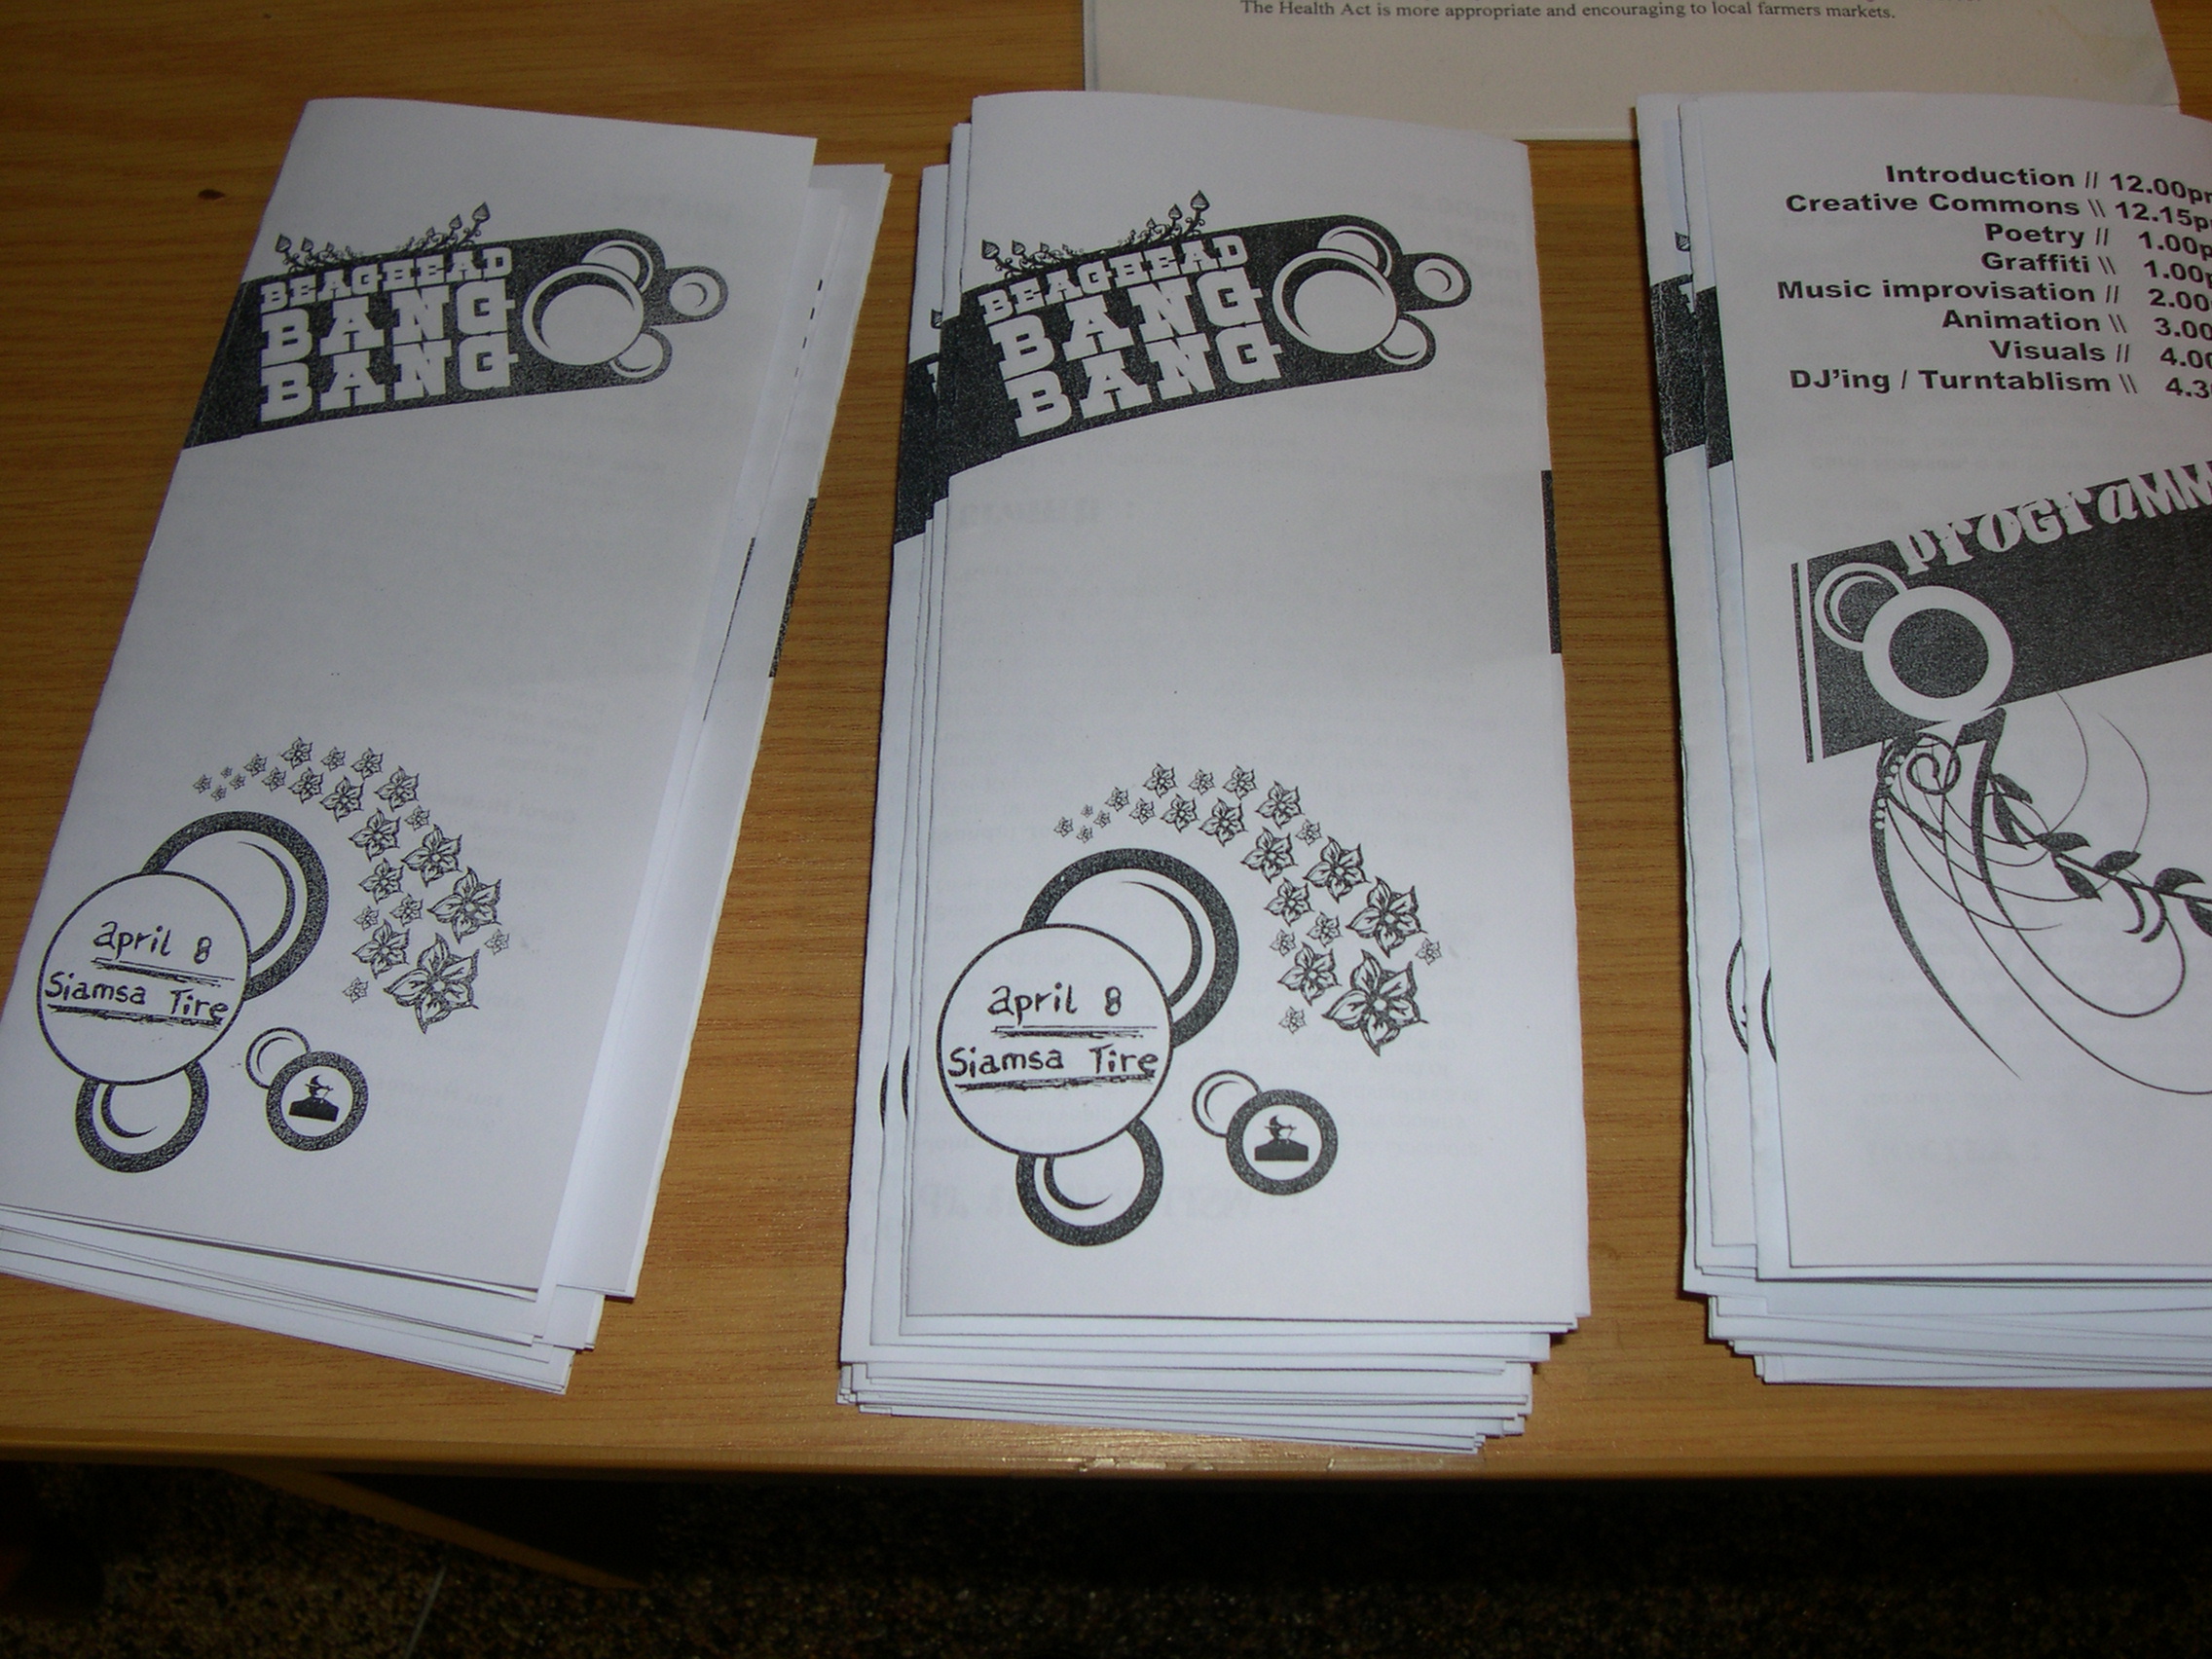 The Health Act is more appropriate and encouraging to local farmers markets.
BEAGHEAD
BANG
BANG
april 8
Siamsa Tire
BEAGHEAD
BANG
BANG
april 8
Siamsa Tire
Introduction // 12.00p
Creative Commons \\ 12.15p
Poetry // 1.00p
Graffiti \\ 1.00p
Music improvisation // 2.00
Animation \\ 3.00
Visuals // 4.00
DJ'ing / Turntablism \\ 4.3
prOGraMM